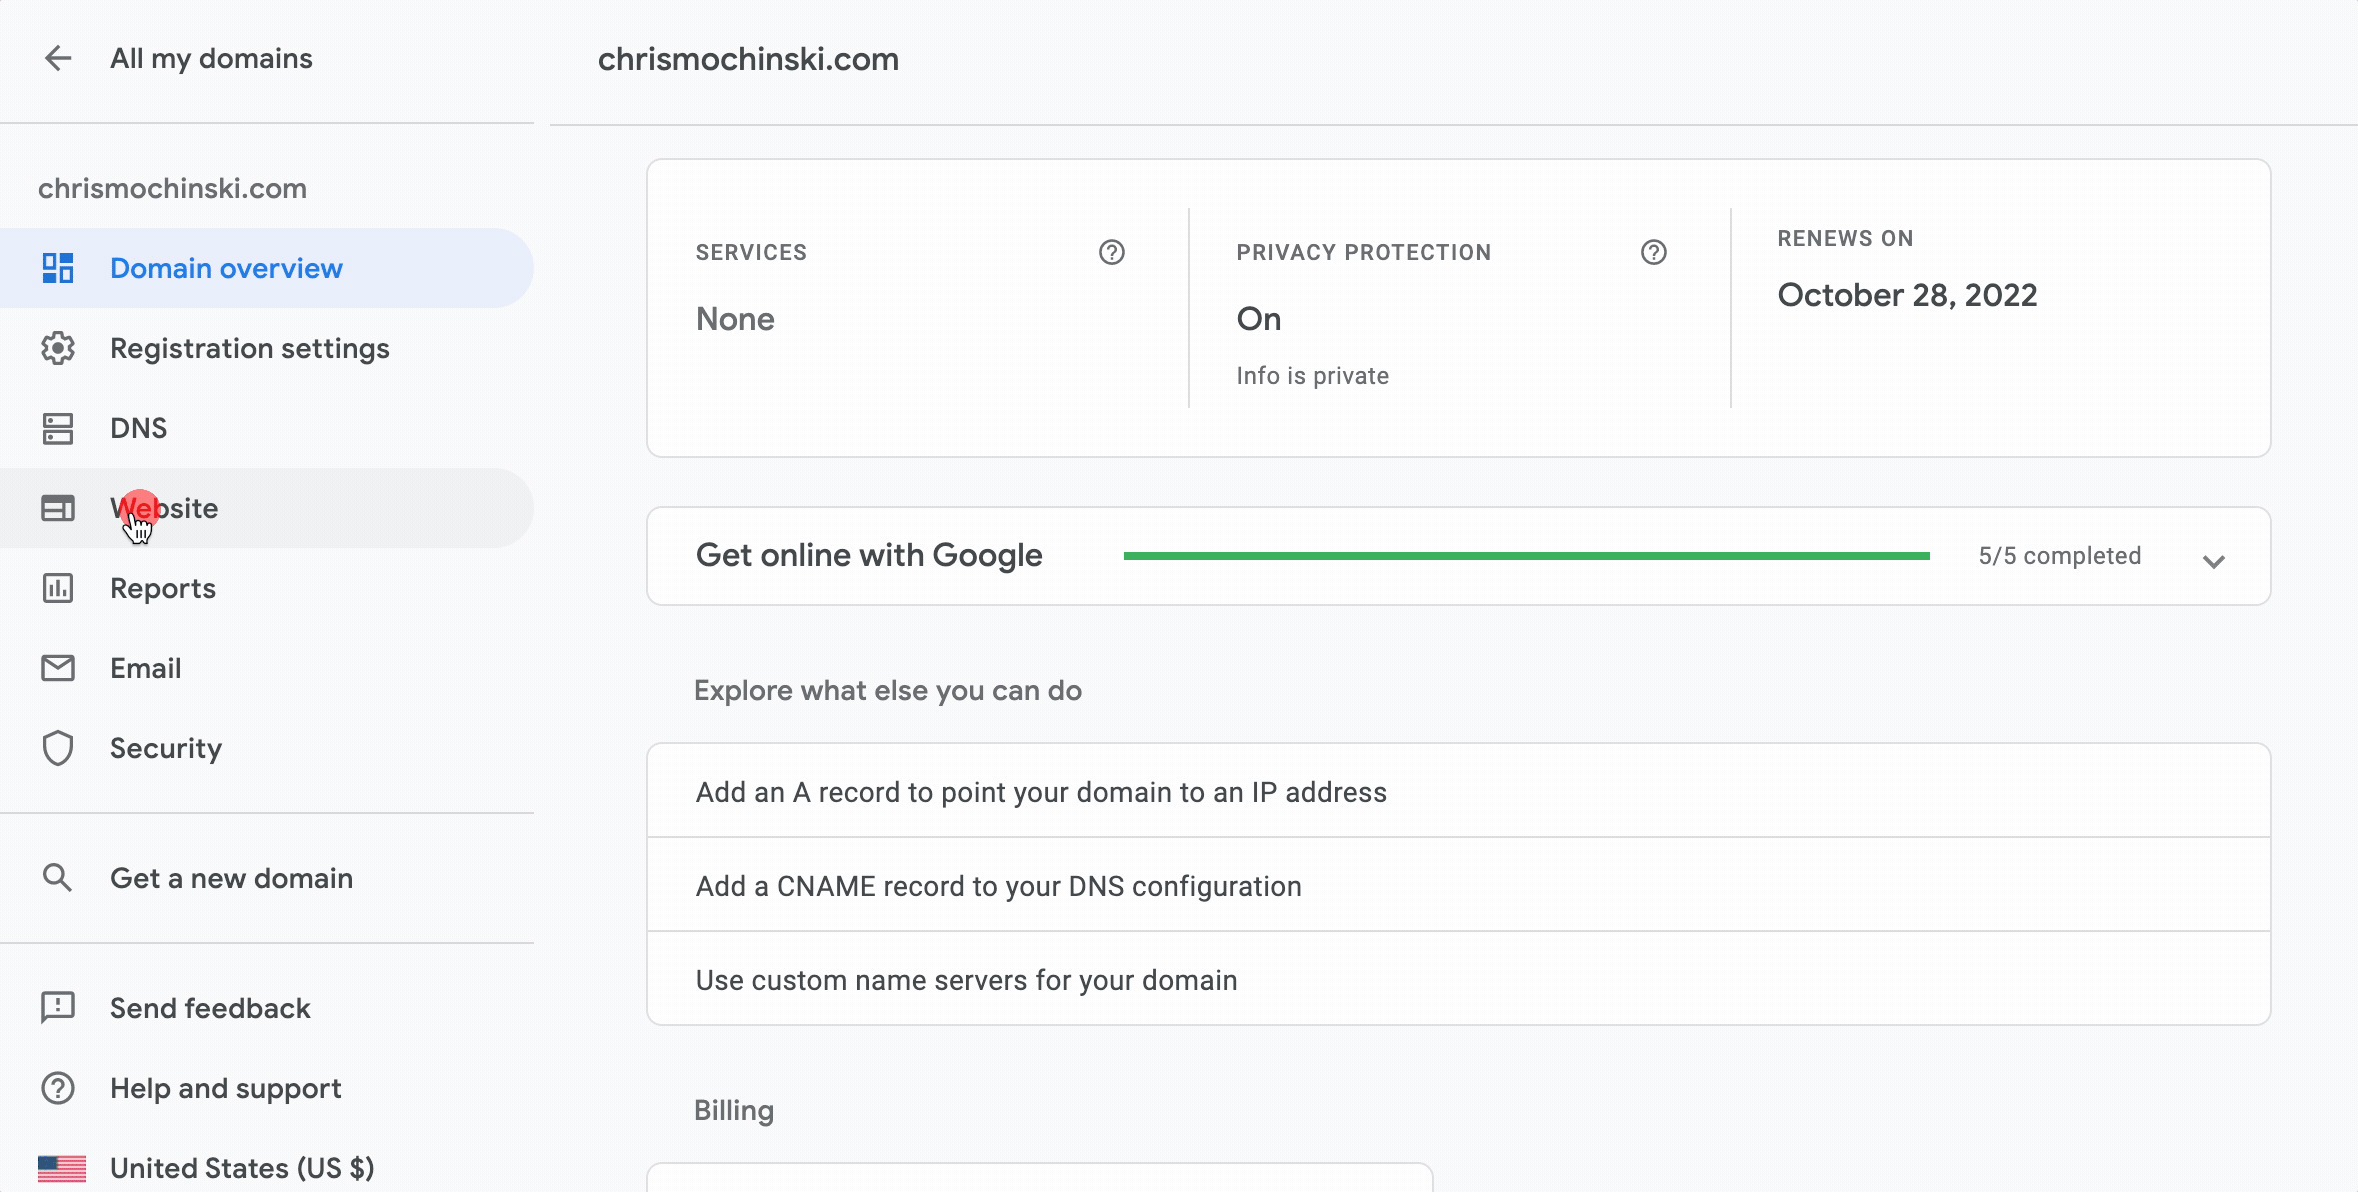 All my domains
chrismochinski.com
chrismochinski.com
Domain overview
Registration settings
DNS
Website
Reports
Email
Security
Get a new domain
Send feedback
Help and support
United States (US $)
SERVICES
None
PRIVACY PROTECTION
On
Info is private
RENEWS ON
October 28, 2022
Get online with Google
5/5 completed
Explore what else you can do
Add an A record to point your domain to an IP address
Add a CNAME record to your DNS configuration
Use custom name servers for your domain
Billing